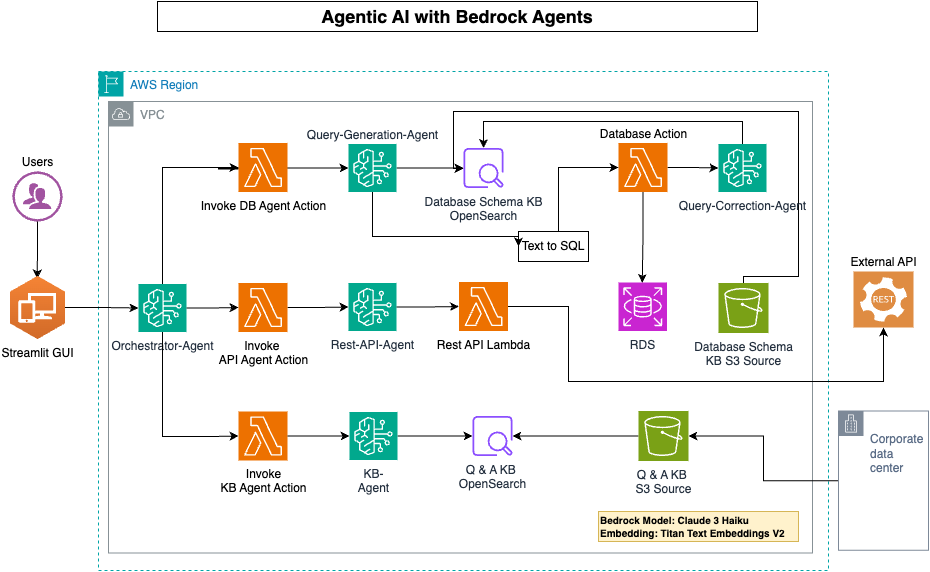 Agentic AI with Bedrock Agents
AWS Region
VPC
Users
Streamlit GUI
Query-Generation-Agent
Database Action
Invoke DB Agent Action
Database Schema KB
OpenSearch
Query-Correction-Agent
Text to SQL
External API
REST
Orchestrator-Agent
Invoke
API Agent Action
Rest-API-Agent
Rest API Lambda
RDS
Database Schema
KB S3 Source
Invoke
KB Agent Action
KB-
Agent
Q & A KB
OpenSearch
Q & A KB
S3 Source
Corporate
data
center
Bedrock Model: Claude 3 Haiku
Embedding: Titan Text Embeddings V2